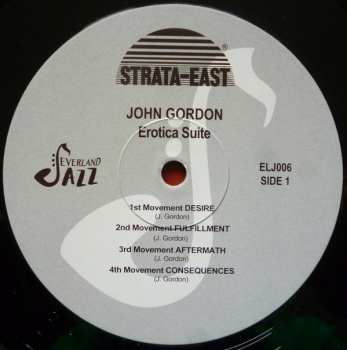 STRATA-EAST
®
JOHN GORDON
Erotica Suite
EVERLAND
JAZZ
ELJ006
SIDE 1
1st Movement DESIRE
(J. Gordon)
2nd Movement FULFILLMENT
(J. Gordon)
3rd Movement AFTERMATH
(J. Gordon)
4th Movement CONSEQUENCES
(J. Gordon)